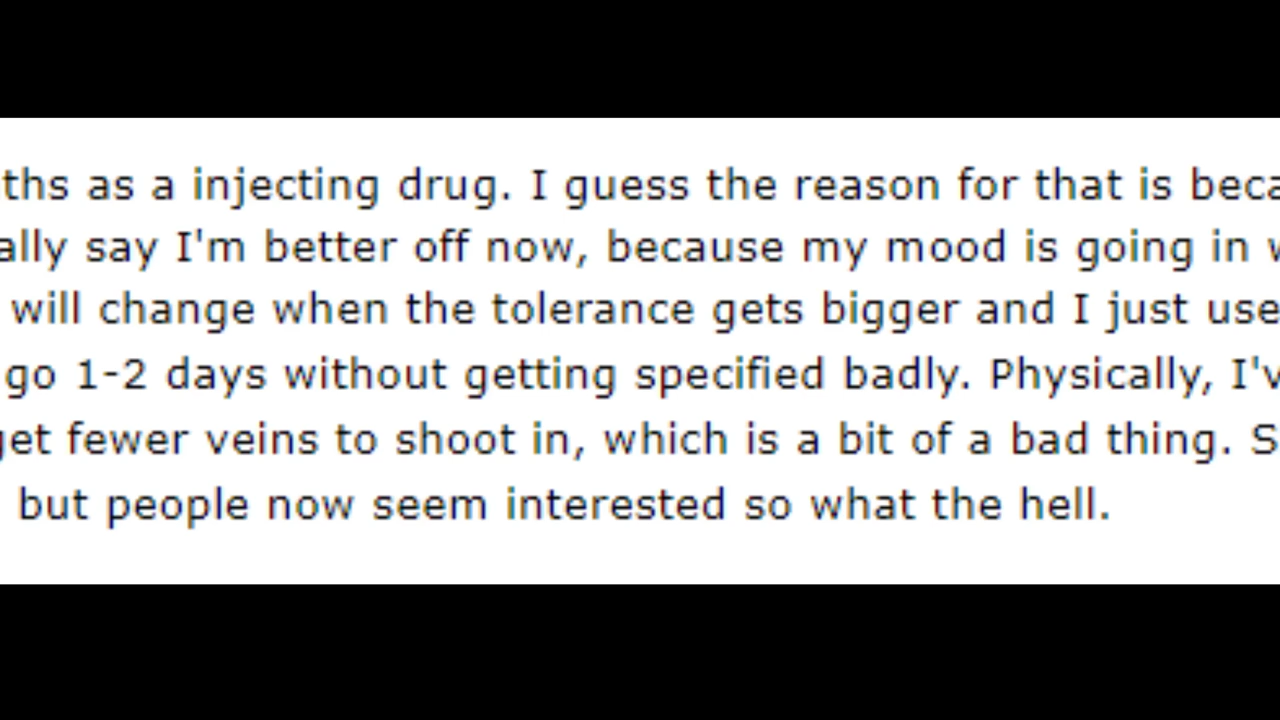 ths as a injecting drug. I guess the reason for that is beca
ally say I'm better off now, because my mood is going in w
will change when the tolerance gets bigger and I just use
go 1-2 days without getting specified badly. Physically, I'v
get fewer veins to shoot in, which is a bit of a bad thing. S
but people now seem interested so what the hell.